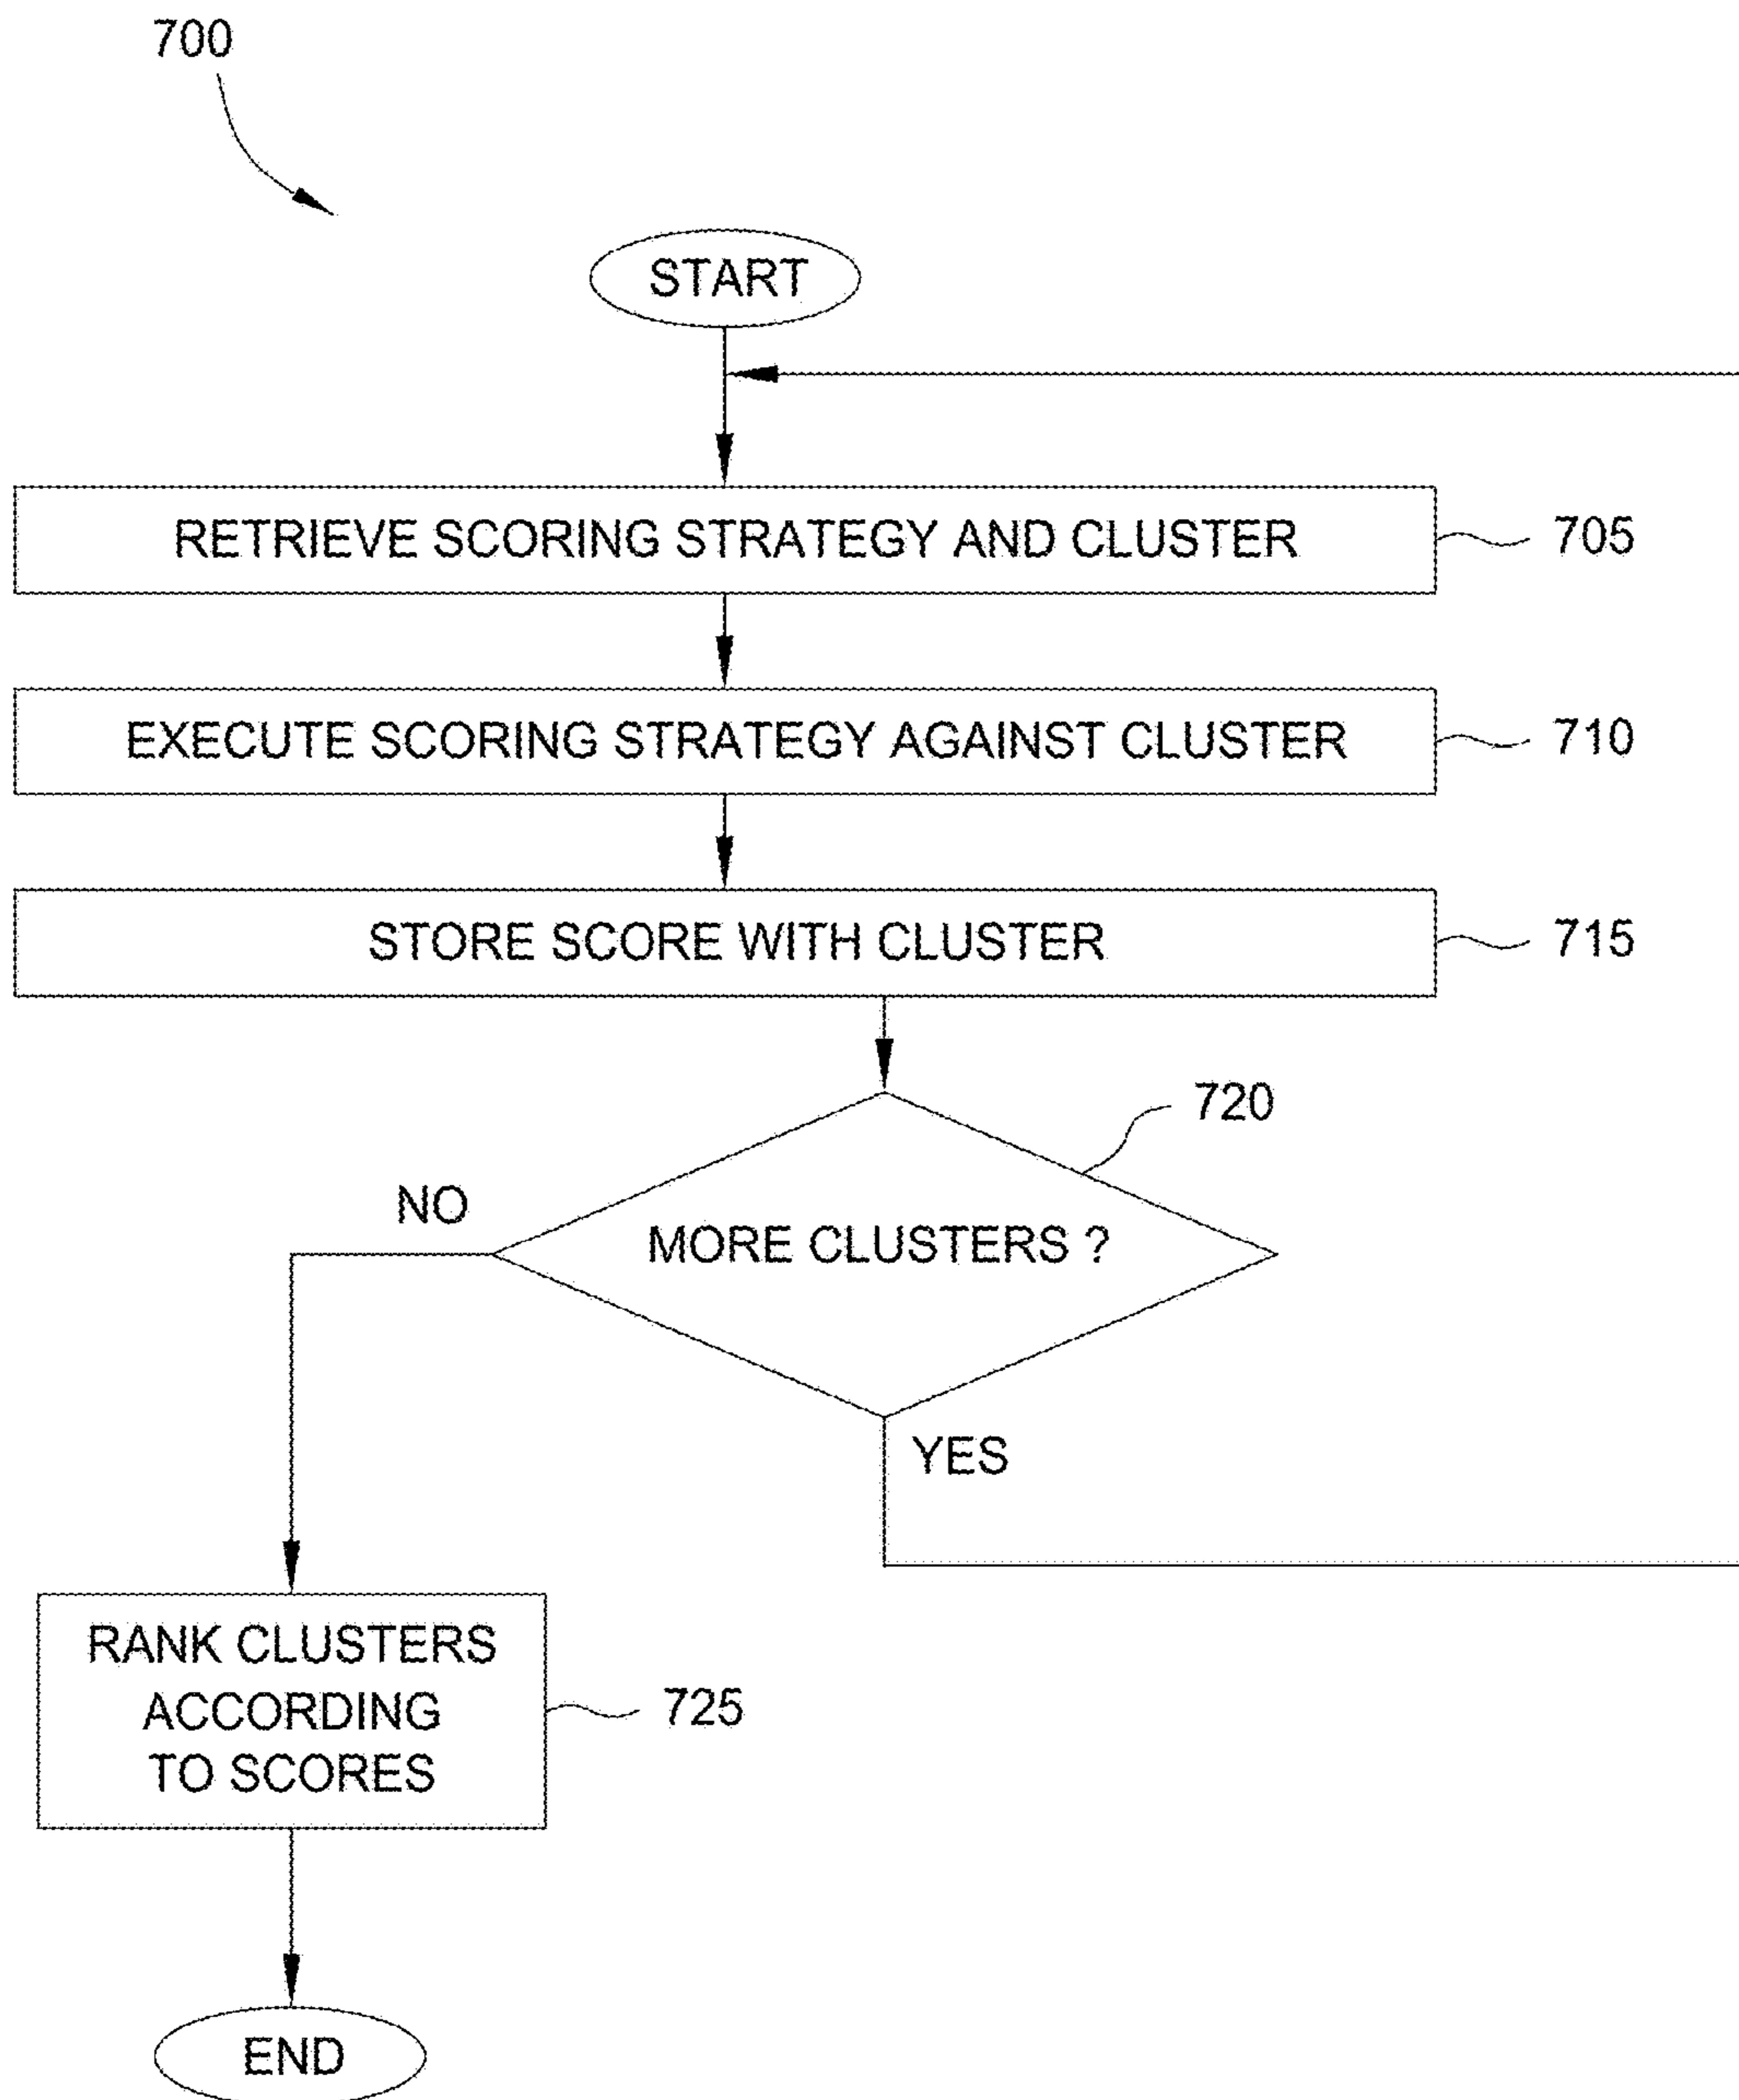 700
START
RETRIEVE SCORING STRATEGY AND CLUSTER
705
EXECUTE SCORING STRATEGY AGAINST CLUSTER
710
STORE SCORE WITH CLUSTER
715
720
NO
MORE CLUSTERS ?
YES
RANK CLUSTERS
ACCORDING
TO SCORES
725
END